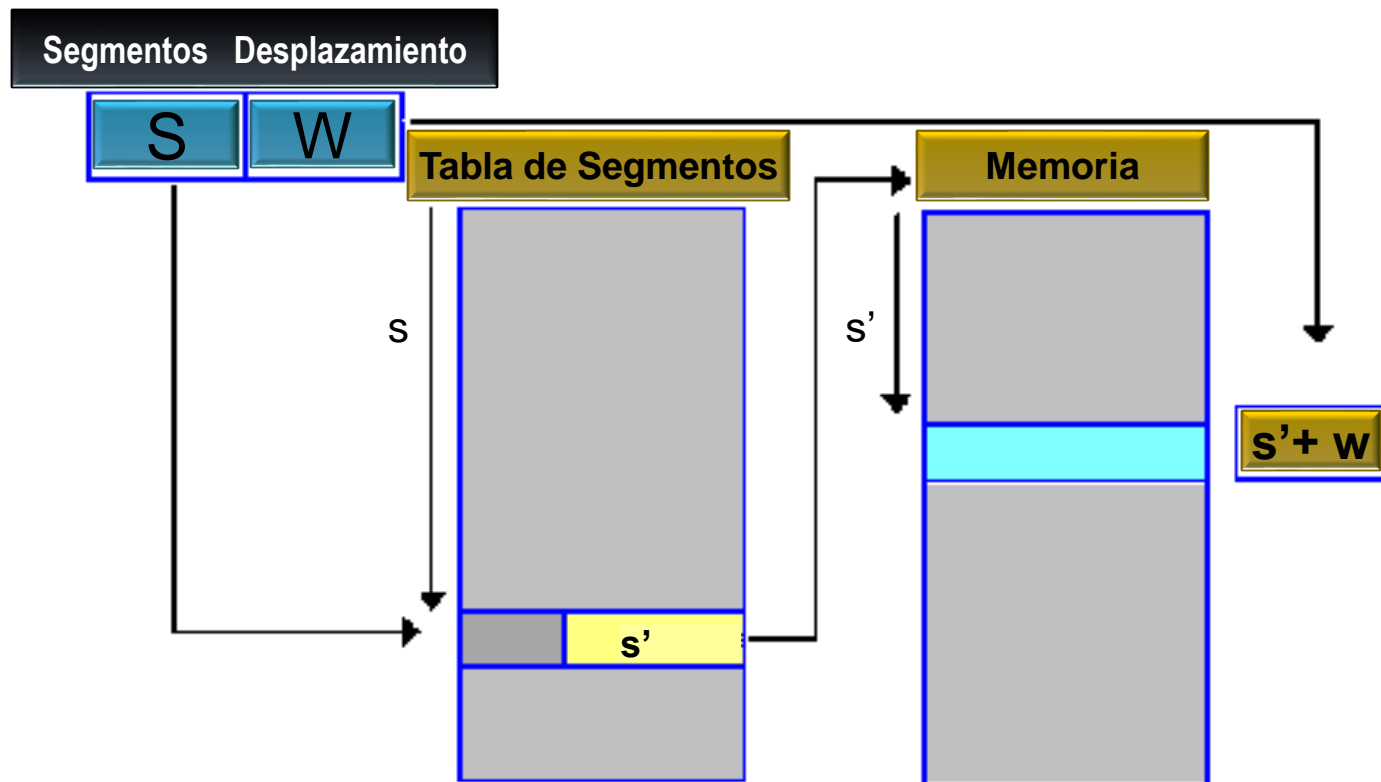 Segmentos Desplazamiento
S W
Tabla de Segmentos
Memoria
s
s’
s’+ w
s’